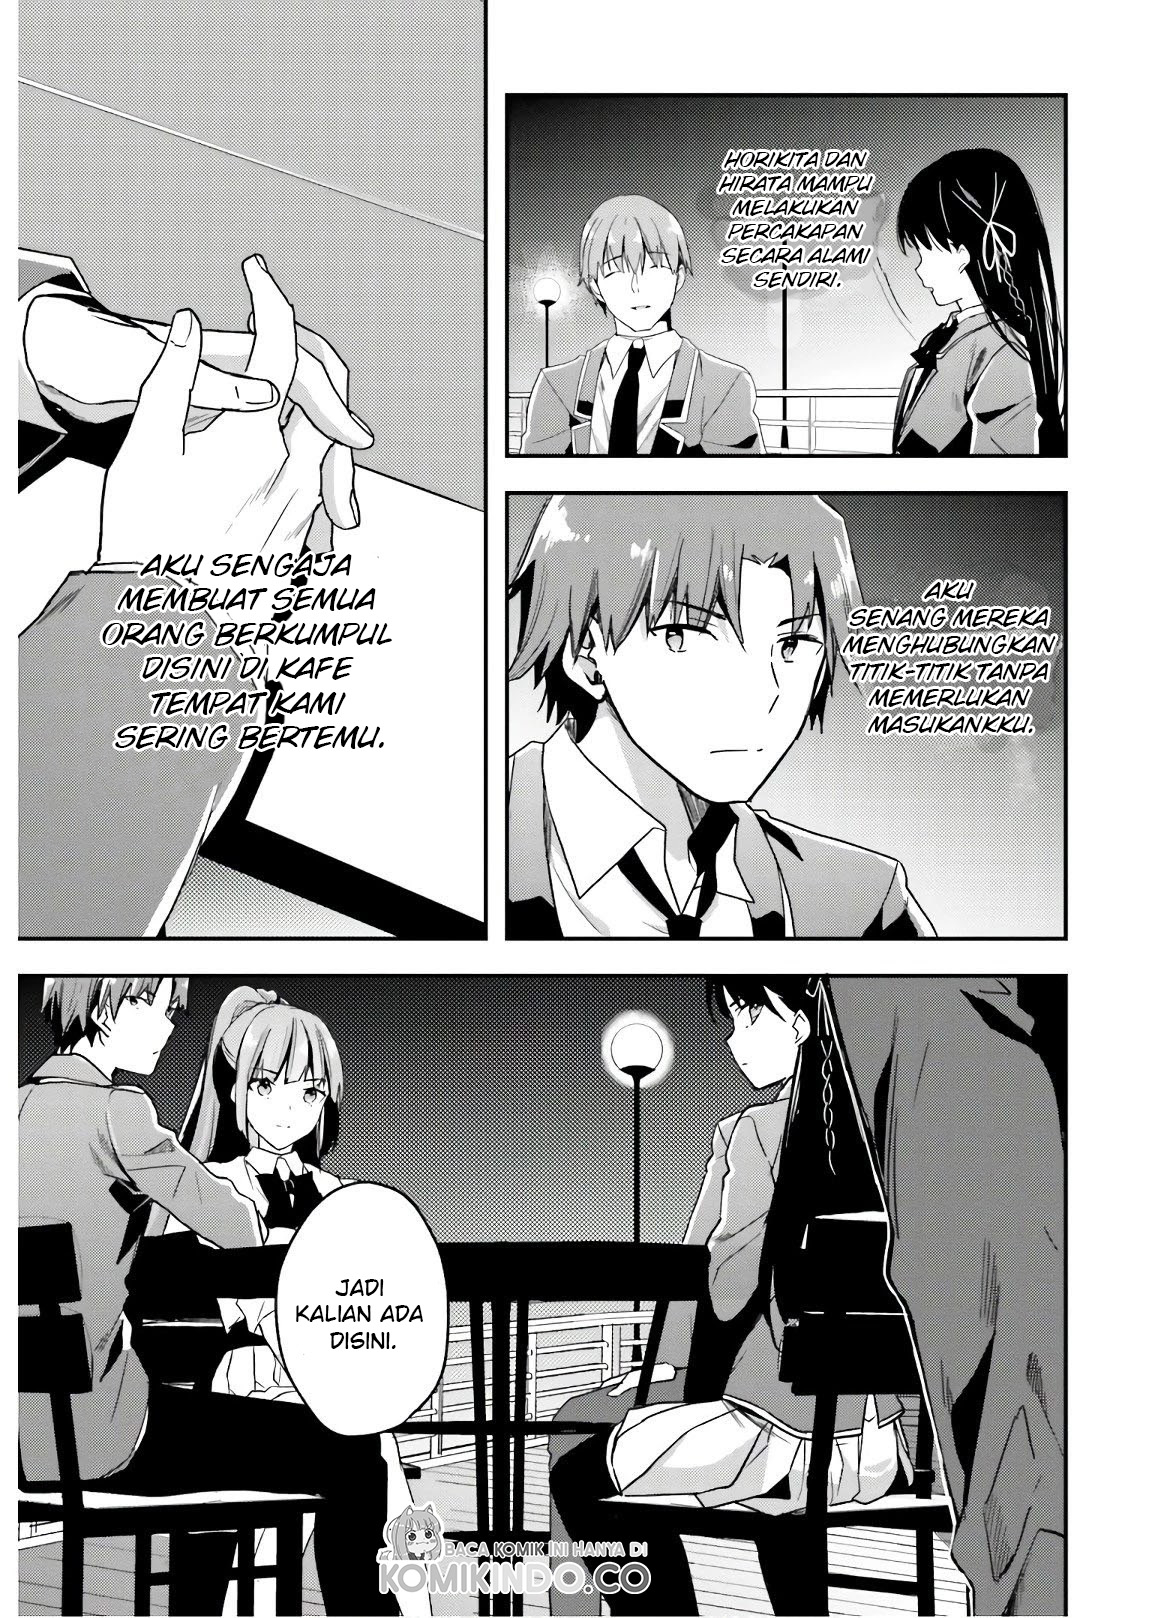 HORIKITA DAN
HIRATA MAMPU
MELAKUKAN
PERCAKAPAN
SECARA ALAMI
SENDIRI.
AKU
SENANG MEREKA
MENGHUBUNGKAN
TITIK-TITIK TANPA
MEMERLUKAN
MASUKANKKU.
AKU SENGAJA
MEMBUAT SEMUA
ORANG BERKUMPUL
DISINI DI KAFE
TEMPAT KAMI
SERING BERTEMU.
JADI
KALIAN ADA
DISINI.
BACA KOMIK INI HANYA DI
KOMIKINDO.CO